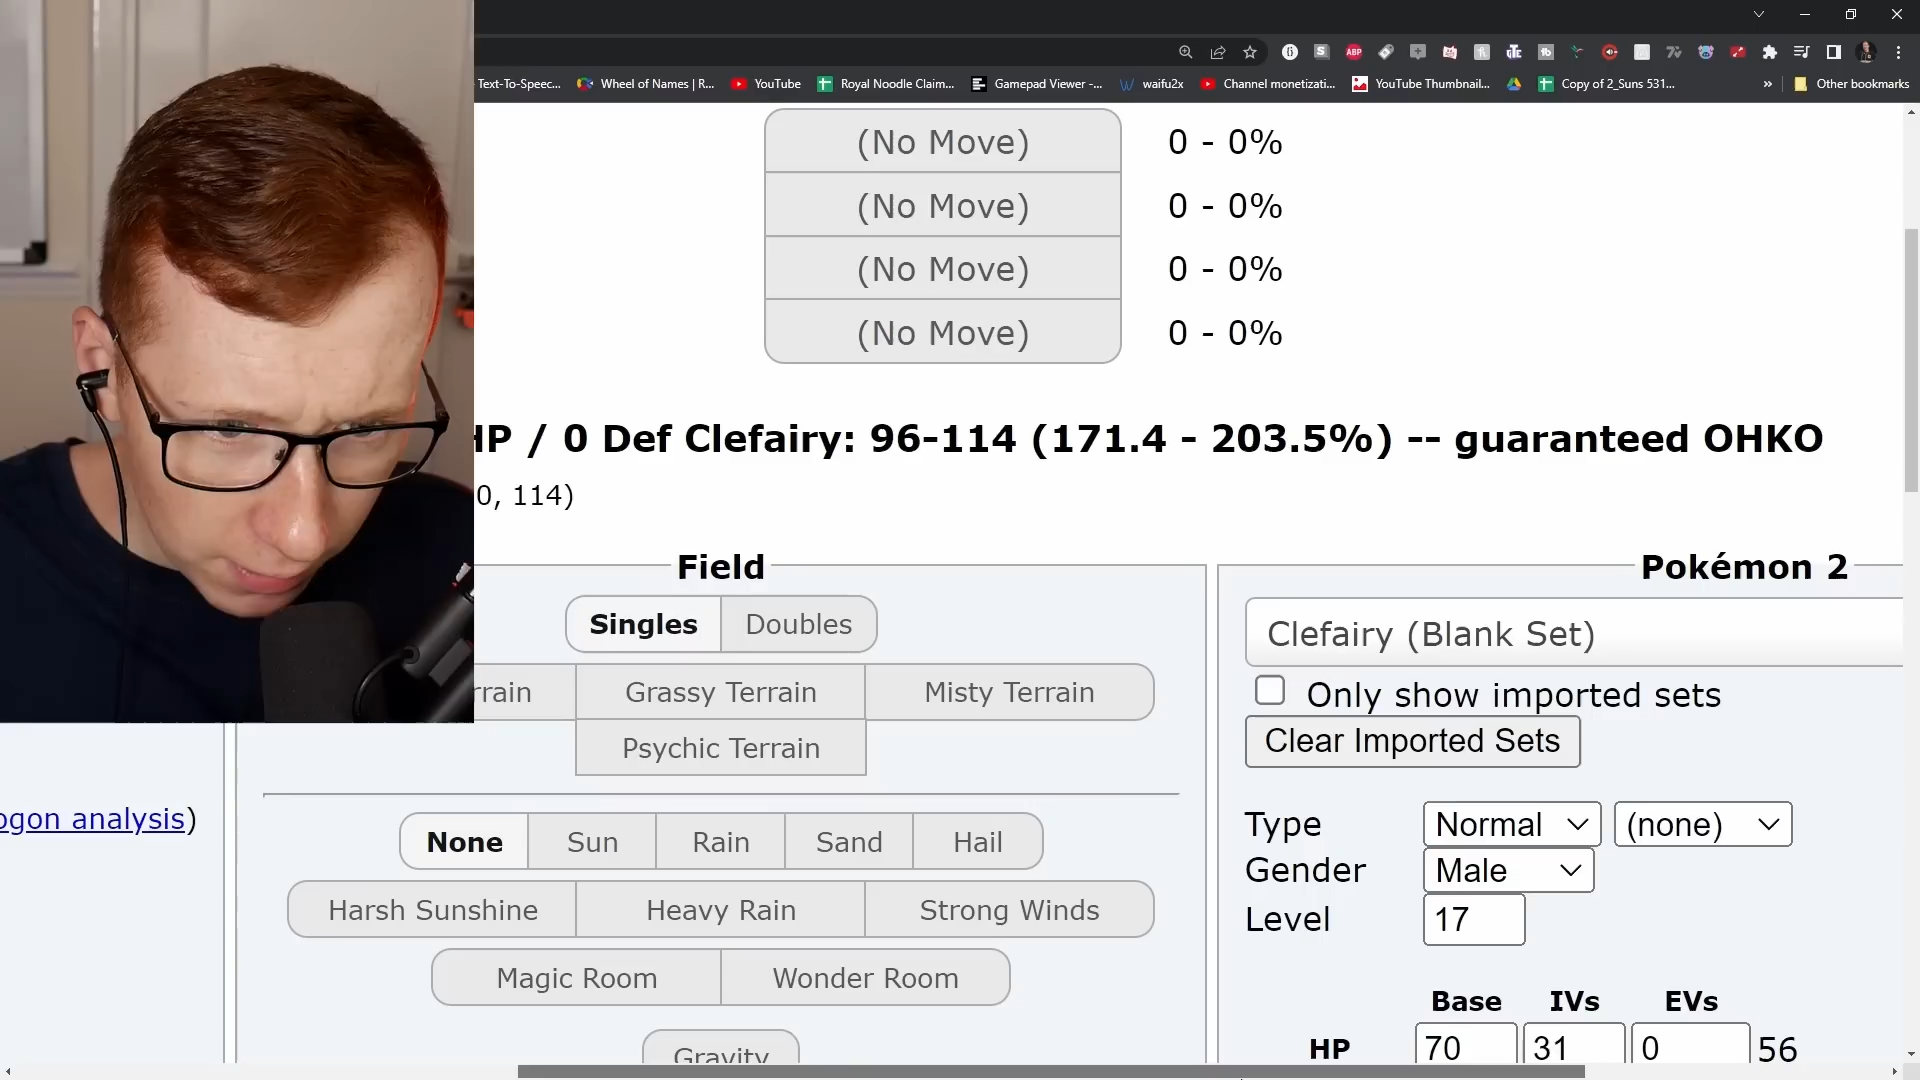 Text-To-Speec...
Wheel of Names | R...
YouTube
Royal Noodle Claim...
Gamepad Viewer -...
waifu2x
Channel monetizati...
YouTube Thumbnail...
Copy of 2_Suns 531...
»
Other bookmarks
(No Move) 0 - 0%
(No Move) 0 - 0%
(No Move) 0 - 0%
(No Move) 0 - 0%
HP / 0 Def Clefairy: 96-114 (171.4 - 203.5%) -- guaranteed OHKO
0, 114)
Field
Singles Doubles
rrain Grassy Terrain Misty Terrain
Psychic Terrain
None Sun Rain Sand Hail
Harsh Sunshine Heavy Rain Strong Winds
Magic Room Wonder Room
Gravity
ogon analysis)
Pokémon 2
Clefairy (Blank Set)
Only show imported sets
Clear Imported Sets
Type Normal (none)
Gender Male
Level 17
Base IVs EVs
HP 70 31 0 56